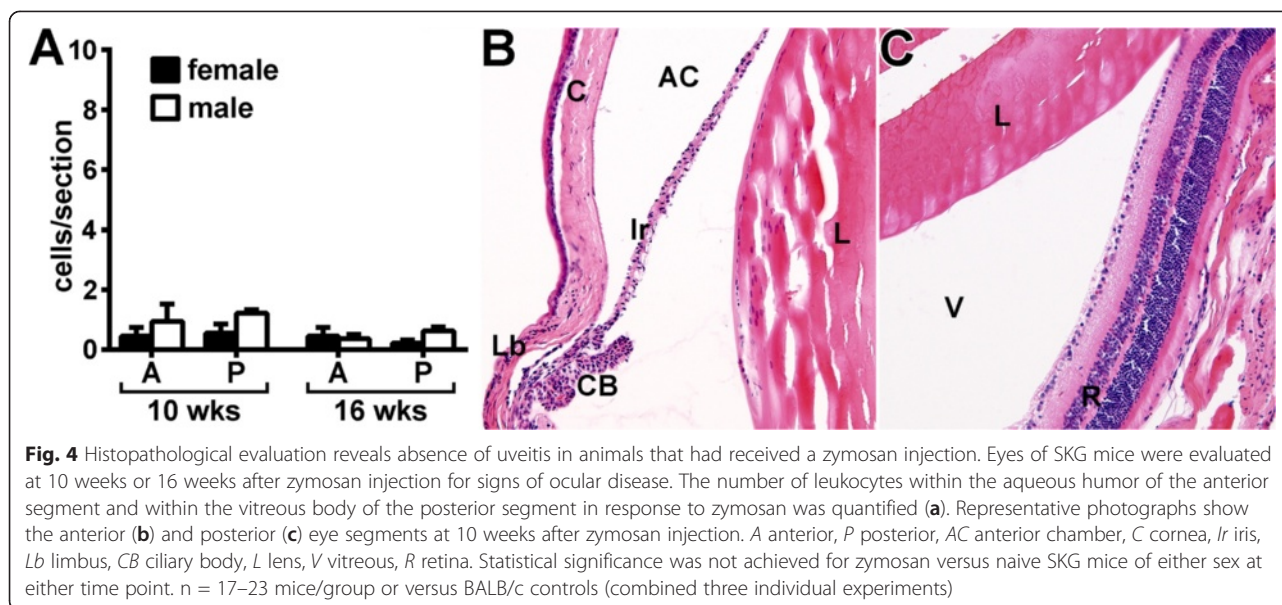 A
10
8
6
4
2
0
cells/section
female
male
A P A P
10 wks 16 wks
B
C
AC
Ir
L
Lb
CB
C
L
V
R
Fig. 4 Histopathological evaluation reveals absence of uveitis in animals that had received a zymosan injection. Eyes of SKG mice were evaluated
at 10 weeks or 16 weeks after zymosan injection for signs of ocular disease. The number of leukocytes within the aqueous humor of the anterior
segment and within the vitreous body of the posterior segment in response to zymosan was quantified (a). Representative photographs show
the anterior (b) and posterior (c) eye segments at 10 weeks after zymosan injection. A anterior, P posterior, AC anterior chamber, C cornea, Ir iris,
Lb limbus, CB ciliary body, L lens, V vitreous, R retina. Statistical significance was not achieved for zymosan versus naive SKG mice of either sex at
either time point. n = 17–23 mice/group or versus BALB/c controls (combined three individual experiments)